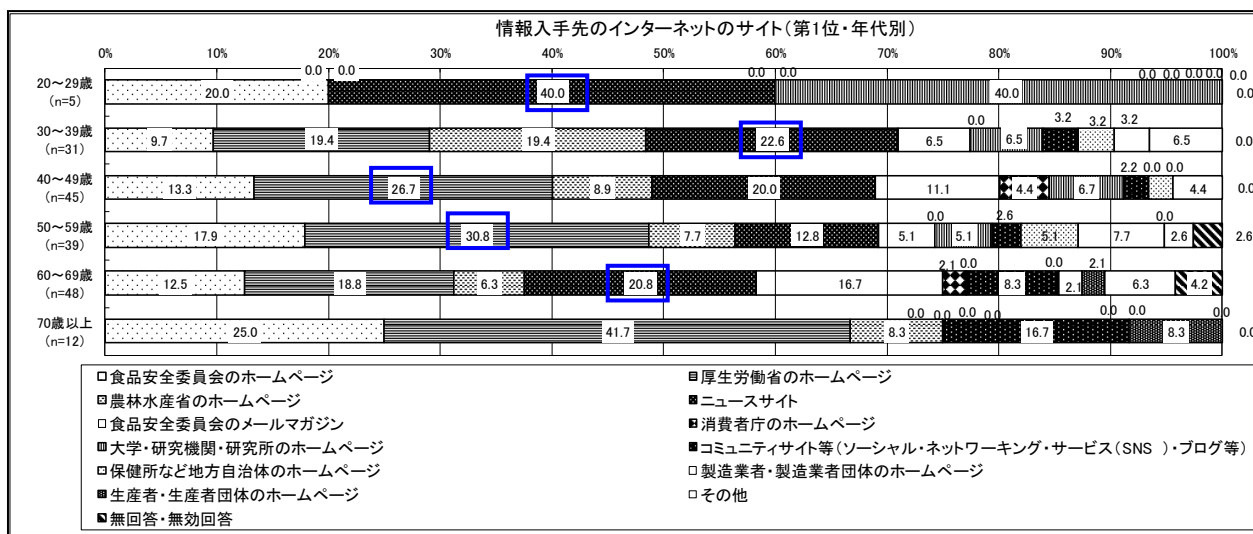 情報入手先のインターネットのサイト(第1位・年代別)
0% 10% 20% 30% 40% 50% 60% 70% 80% 90% 100%
0.0 0.0 0.0 0.0 0.0 0.0 0.0 0.0 0.0
20～29歳 20.0 40.0 40.0 0.0
(n=5)
0.0 3.2 3.2 3.2
30～39歳 9.7 19.4 19.4 22.6 6.5 6.5 6.5 0.0
(n=31)
2.2 0.0 0.0
40～49歳 13.3 26.7 8.9 20.0 11.1 4.4 6.7 4.4 0.0
(n=45)
0.0 2.6 0.0
50～59歳 17.9 30.8 7.7 12.8 5.1 5.1 5.1 7.7 2.6 2.6
(n=39)
2.1 0.0 0.0 2.1
60～69歳 12.5 18.8 6.3 20.8 16.7 8.3 2.1 6.3 4.2
(n=48)
0.0 0.0 0.0 0.0 0.0 0.0 0.0
70歳以上 25.0 41.7 8.3 16.7 8.3 0.0
(n=12)
食品安全委員会のホームページ 厚生労働省のホームページ
農林水産省のホームページ ニュースサイト
食品安全委員会のメールマガジン 消費者庁のホームページ
大学・研究機関・研究所のホームページ コミュニティサイト等(ソーシャル・ネットワーキング・サービス(SNS )・ブログ等)
保健所など地方自治体のホームページ 製造業者・製造業者団体のホームページ
生産者・生産者団体のホームページ その他
無回答・無効回答